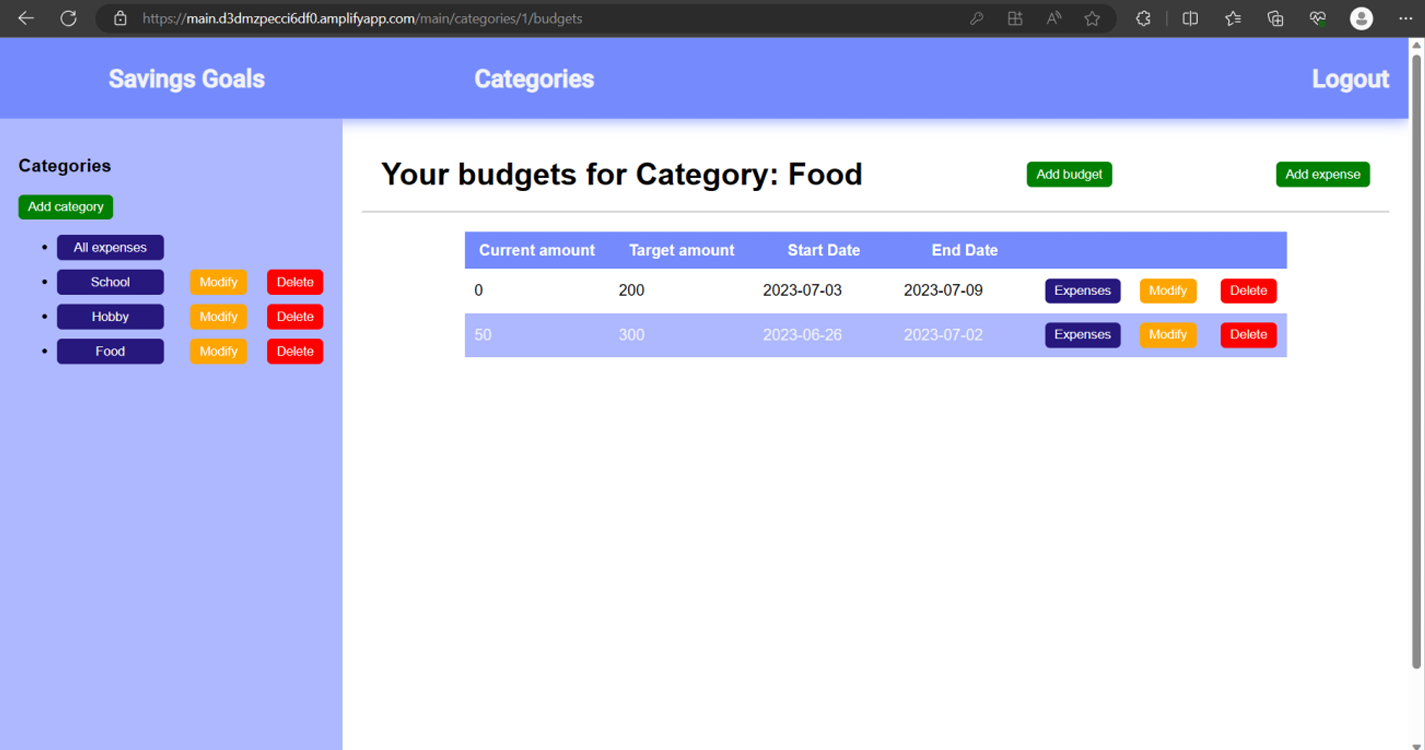 https://main.d3dmzpecci6df0.amplifyapp.com/main/categories/1/budgets
Savings Goals Categories Logout
Categories
Add category
All expenses
School Modify Delete
Hobby Modify Delete
Food Modify Delete
Your budgets for Category: Food Add budget Add expense
Current amount Target amount Start Date End Date
0 200 2023-07-03 2023-07-09 Expenses Modify Delete
50 300 2023-06-26 2023-07-02 Expenses Modify Delete